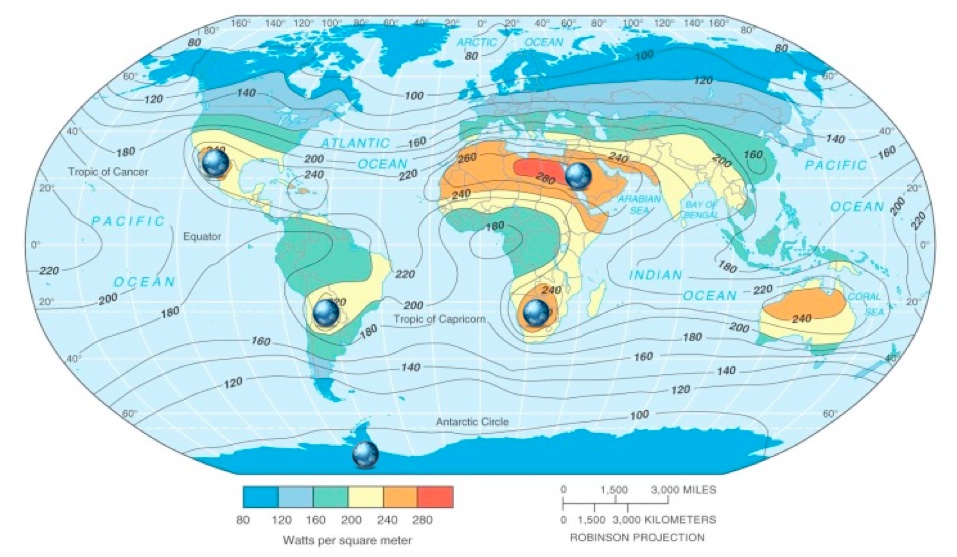 160° 140° 120° 100° 80° 60° 40° 20° 0° 20° 40° 60° 80° 100° 120° 140° 160°
80° 80°
ARCTIC OCEAN
80 80 80
100
60° 60°
120 140 100 120
40° 40°
ATLANTIC
OCEAN
160 140
180 160
200 220 240
260 240 200 160
PACIFIC
OCEAN
Tropic of Cancer
280
20° 20°
240
ARABIAN
SEA
BAY OF
BENGAL
200
220
PACIFIC
OCEAN
180
Equator
0° 0°
220 220
INDIAN
OCEAN
180
220
200 200
240
CORAL
SEA
20° 20°
180
Tropic of Capricorn
240
200
180
180
160 160
140 140
40° 40°
120 120
60° 60°
Antarctic Circle
100
80 120 160 200 240 280
Watts per square meter
0 1,500 3,000 MILES
0 1,500 3,000 KILOMETERS
ROBINSON PROJECTION